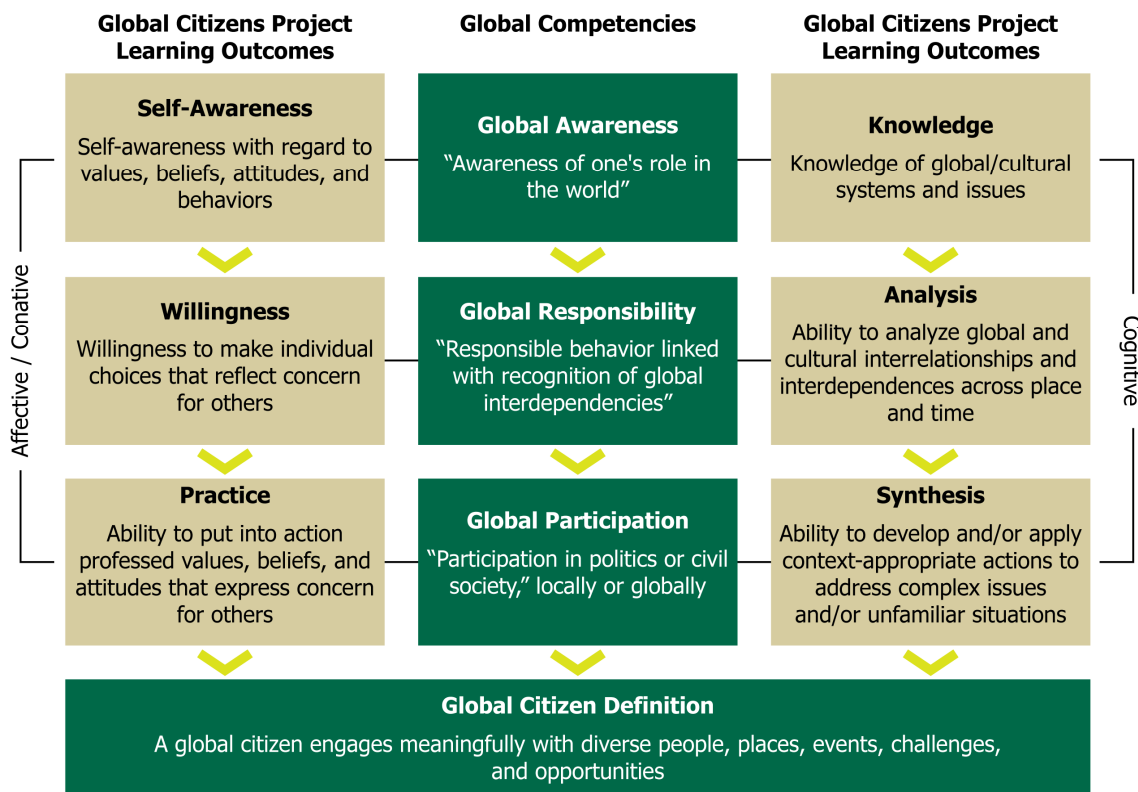 Global Citizens Project
Learning Outcomes
Global Competencies
Global Citizens Project
Learning Outcomes
Self-Awareness
Self-awareness with regard to
values, beliefs, attitudes, and
behaviors
Global Awareness
“Awareness of one's role in
the world”
Knowledge
Knowledge of global/cultural
systems and issues
Affective / Conative
Willingness
Willingness to make individual
choices that reflect concern
for others
Global Responsibility
“Responsible behavior linked
with recognition of global
interdependencies”
Analysis
Ability to analyze global and
cultural interrelationships and
interdependences across place
and time
Cognitive
Practice
Ability to put into action
professed values, beliefs, and
attitudes that express concern
for others
Global Participation
“Participation in politics or civil
society,” locally or globally
Synthesis
Ability to develop and/or apply
context-appropriate actions to
address complex issues
and/or unfamiliar situations
Global Citizen Definition
A global citizen engages meaningfully with diverse people, places, events, challenges,
and opportunities